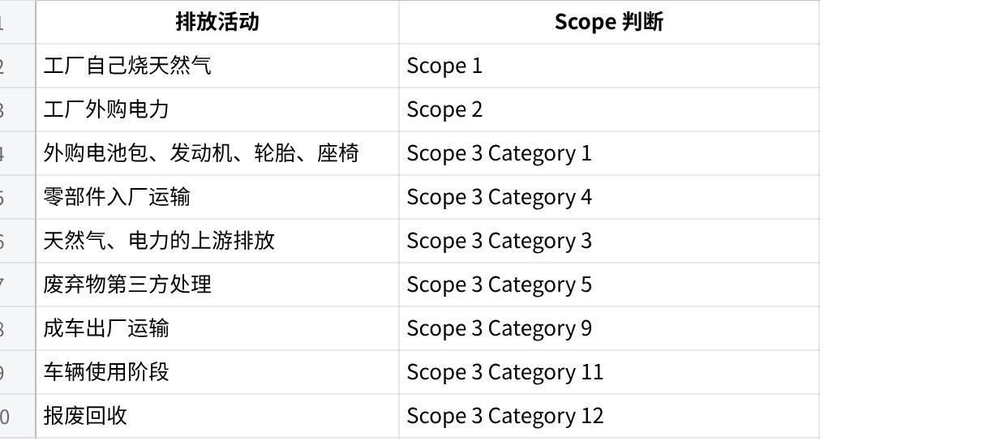 排放活动 Scope 判断
工厂自己烧天然气 Scope 1
工厂外购电力 Scope 2
外购电池包、发动机、轮胎、座椅 Scope 3 Category 1
零部件入厂运输 Scope 3 Category 4
天然气、电力的上游排放 Scope 3 Category 3
废弃物第三方处理 Scope 3 Category 5
成车出厂运输 Scope 3 Category 9
车辆使用阶段 Scope 3 Category 11
报废回收 Scope 3 Category 12